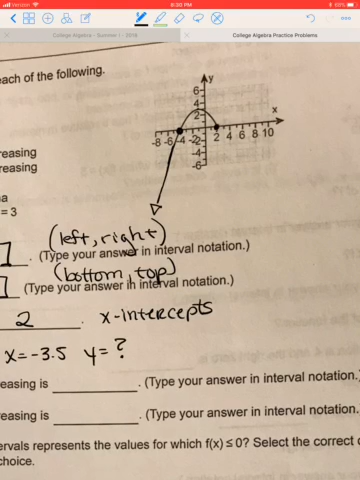 verizon 6:30 PM 68%
College Algebra - Summer I - 2018
College Algebra Practice Problems
each of the following.
y
6
4
2
x
-8 -6 -4 -2 2 4 6 8 10
-2
-4
-6
reasing
reasing
a
= 3
(left, right)
. (Type your answer in interval notation.)
(bottom, top)
(Type your answer in interval notation.)
2 x-intercepts
x=-3.5 y=?
easing is . (Type your answer in interval notation.)
easing is . (Type your answer in interval notation.
ervals represents the values for which f(x) ≤ 0? Select the correct c
choice.